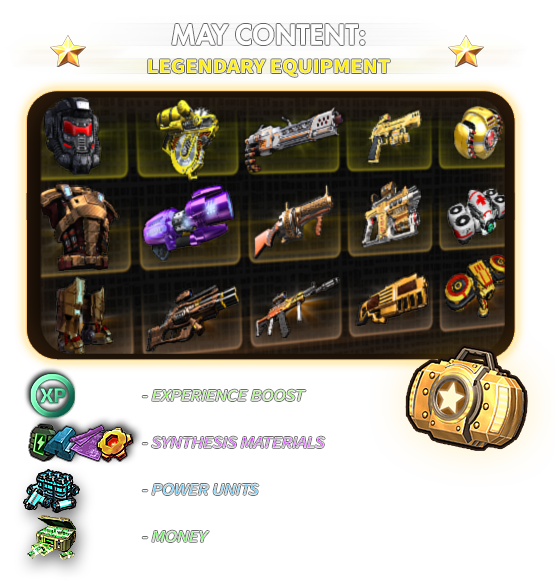 MAY CONTENT:
LEGENDARY EQUIPMENT
XP
- EXPERIENCE BOOST
- SYNTHESIS MATERIALS
- POWER UNITS
- MONEY